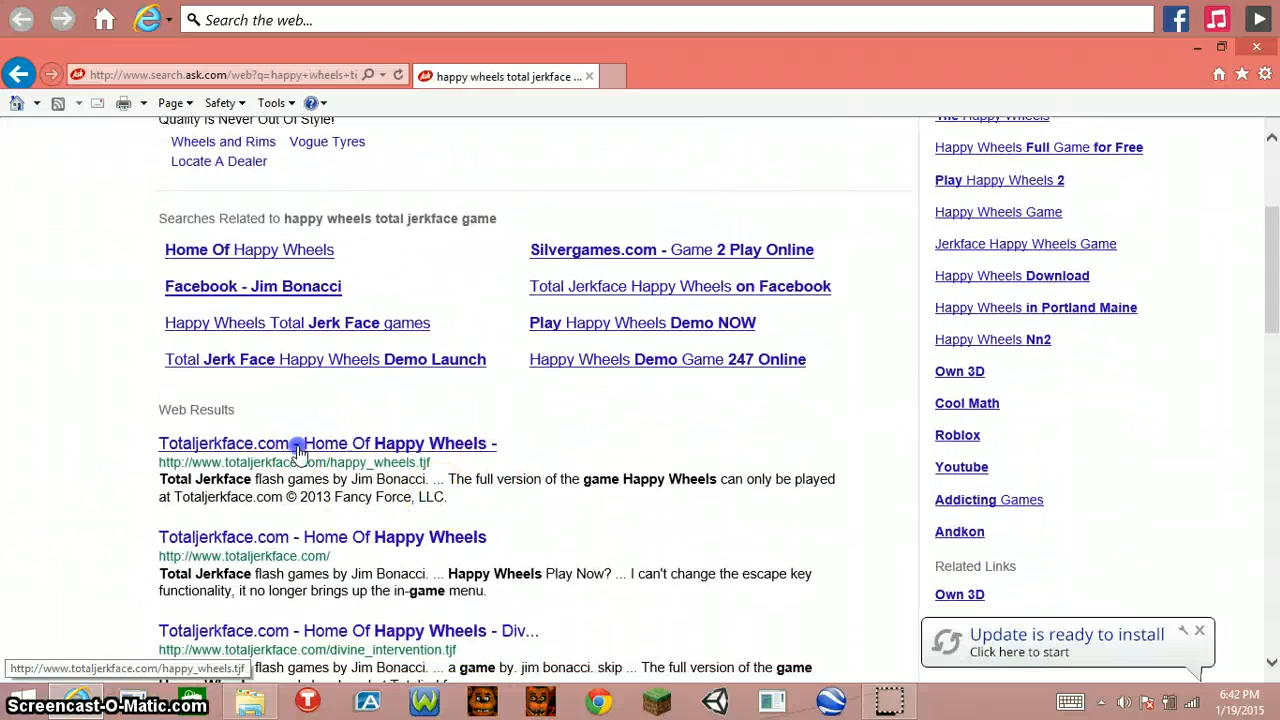 Search the web...
http://www.search.ask.com/web?q=happy+wheels+ti
happy wheels total jerkface ...
Page
Safety
Tools
Quality Is Never Out Of Style!
Wheels and Rims Vogue Tyres
Locate A Dealer
Searches Related to happy wheels total jerkface game
Home Of Happy Wheels
Silvergames.com - Game 2 Play Online
Facebook - Jim Bonacci
Total Jerkface Happy Wheels on Facebook
Happy Wheels Total Jerk Face games
Play Happy Wheels Demo NOW
Total Jerk Face Happy Wheels Demo Launch
Happy Wheels Demo Game 247 Online
Web Results
Totaljerkface.com - Home Of Happy Wheels -
http://www.totaljerkface.com/happy_wheels.tjf
Total Jerkface flash games by Jim Bonacci. ... The full version of the game Happy Wheels can only be played
at Totaljerkface.com © 2013 Fancy Force, LLC.
Totaljerkface.com - Home Of Happy Wheels
http://www.totaljerkface.com/
Total Jerkface flash games by Jim Bonacci. ... Happy Wheels Play Now? ... I can't change the escape key
functionality, it no longer brings up the in-game menu.
Totaljerkface.com - Home Of Happy Wheels - Div...
http://www.totaljerkface.com/divine_intervention.tjf
flash games by Jim Bonacci. ... a game by. jim bonacci. skip ... The full version of the game
The Happy Wheels
Happy Wheels Full Game for Free
Play Happy Wheels 2
Happy Wheels Game
Jerkface Happy Wheels Game
Happy Wheels Download
Happy Wheels in Portland Maine
Happy Wheels Nn2
Own 3D
Cool Math
Roblox
Youtube
Addicting Games
Andkon
Related Links
Own 3D
Update is ready to install
Click here to start
http://www.totaljerkface.com/happy_wheels.tjf
Screencast-O-Matic.com
6:42 PM
1/19/2015